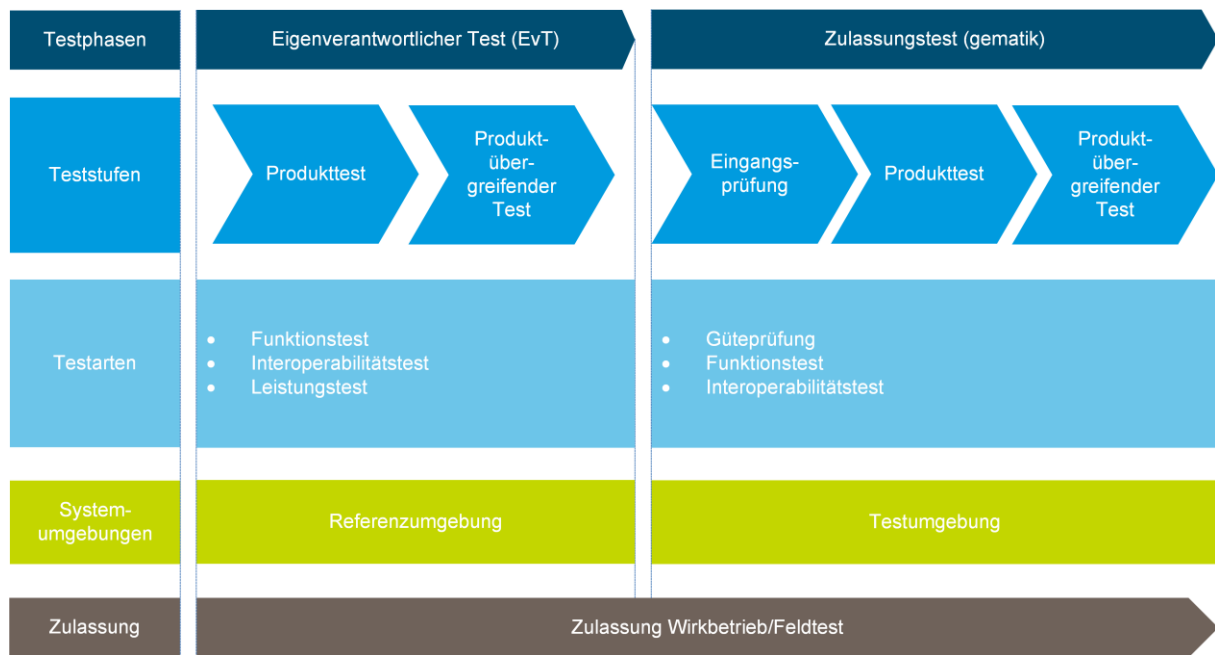 Testphasen
Eigenverantwortlicher Test (EvT)
Zulassungstest (gematik)
Teststufen
Produkttest
Produkt-
über-
greifender
Test
Eingangs-
prüfung
Produkttest
Produkt-
über-
greifender
Test
Testarten
• Funktionstest
• Interoperabilitätstest
• Leistungstest
• Güteprüfung
• Funktionstest
• Interoperabilitätstest
System-
umgebungen
Referenzumgebung
Testumgebung
Zulassung
Zulassung Wirkbetrieb/Feldtest